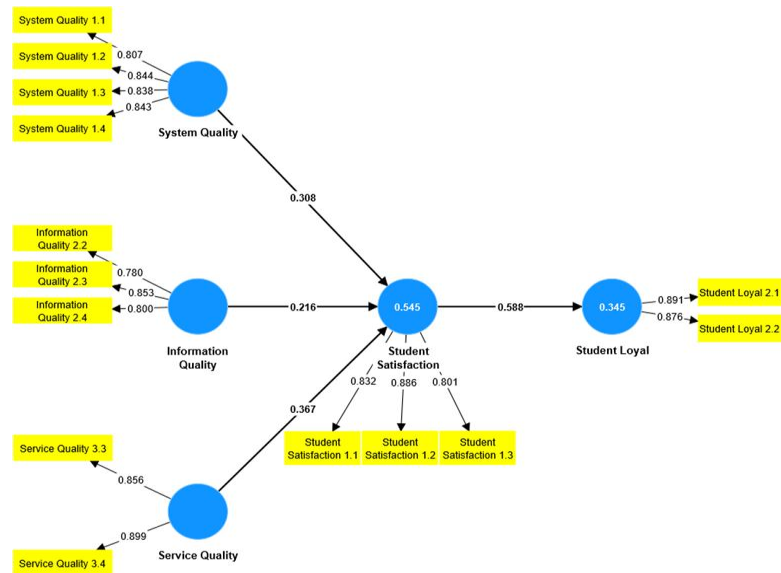 System Quality 1.1
0.807
System Quality 1.2
0.844
System Quality 1.3
0.838
System Quality 1.4
0.843
System Quality
0.308
Information
Quality 2.2
0.780
Information
Quality 2.3
0.853
Information
Quality 2.4
0.800
Information
Quality
0.216
0.545
Student
Satisfaction
0.588
0.345
Student Loyal
0.891
Student Loyal 2.1
0.876
Student Loyal 2.2
0.832
0.886
0.801
Student
Satisfaction 1.1
Student
Satisfaction 1.2
Student
Satisfaction 1.3
0.367
Service Quality 3.3
0.856
0.899
Service Quality 3.4
Service Quality